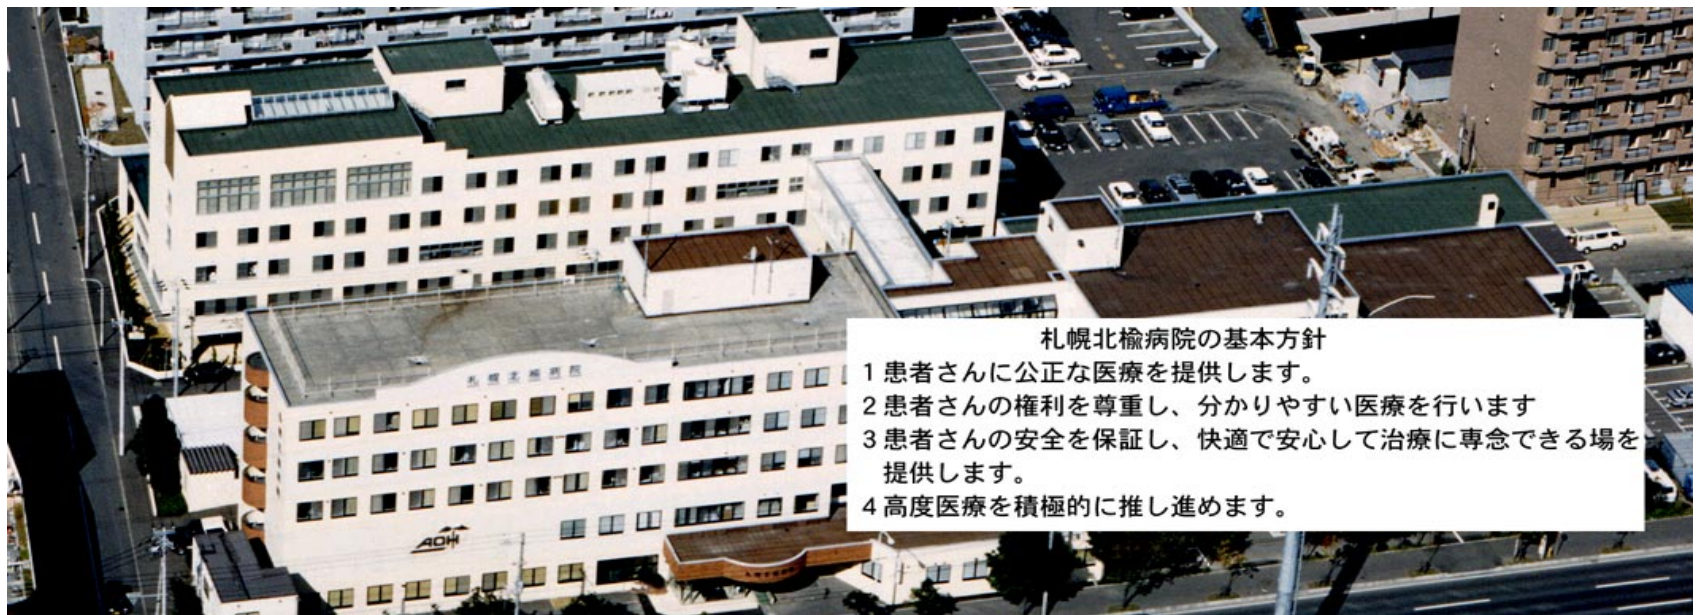 札幌北楡病院
札幌北楡病院の基本方針
1患者さんに公正な医療を提供します。
2患者さんの権利を尊重し、分かりやすい医療を行います
3患者さんの安全を保証し、快適で安心して治療に専念できる場を
提供します。
4高度医療を積極的に推し進めます。